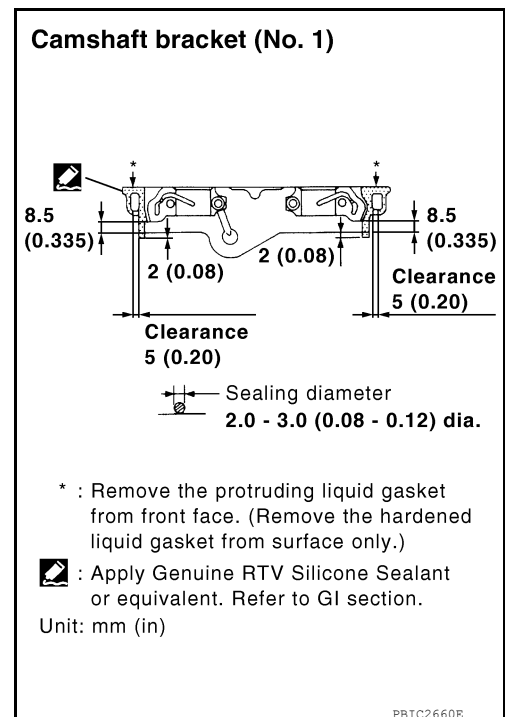 Camshaft bracket (No. 1)
* *
8.5
(0.335)
8.5
(0.335)
2 (0.08)
2 (0.08)
Clearance
5 (0.20)
Clearance
5 (0.20)
Sealing diameter
2.0 - 3.0 (0.08 - 0.12) dia.
* : Remove the protruding liquid gasket
from front face. (Remove the hardened
liquid gasket from surface only.)
: Apply Genuine RTV Silicone Sealant
or equivalent. Refer to GI section.
Unit: mm (in)
PBIC2660E